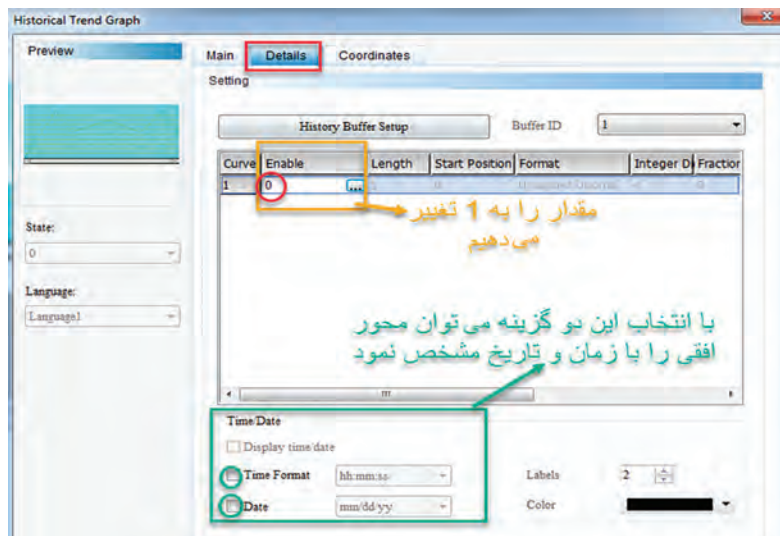 Historical Trend Graph
Preview
Main Details Coordinates
Setting
History Buffer Setup
Buffer ID
1
Curve Enable Length Start Position Format Integer D Fraction
1 0 ...
مقدار را به 1 تغییر
می‌دهیم
State:
0
Language:
Language1
با انتخاب این دو گزینه می توان محور
افقی را با زمان و تاریخ مشخص نمود
Time/Date
Display time/date
Time Format hh:mm:ss
Labels 2
Date mm/dd/yy
Color